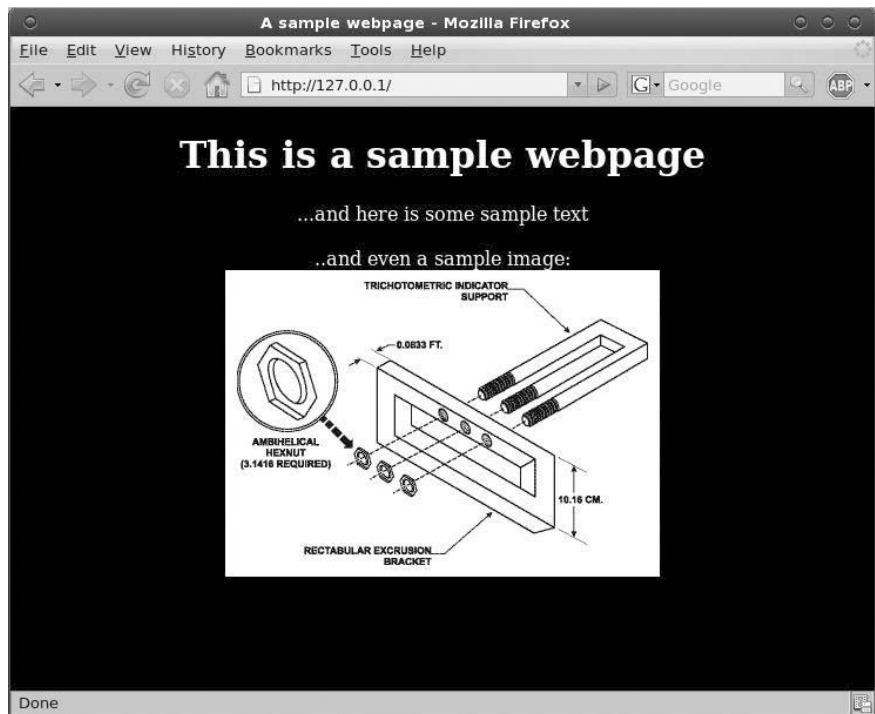 A sample webpage - Mozilla Firefox
File Edit View History Bookmarks Tools Help
http://127.0.0.1/
G Google
ABP
This is a sample webpage
...and here is some sample text
..and even a sample image:
TRICHOTOMETRIC INDICATOR
SUPPORT
0.0833 FT.
AMBIHELICAL
HEXNUT
(3.1416 REQUIRED)
10.16 CM.
RECTABULAR EXCRUSION
BRACKET
Done